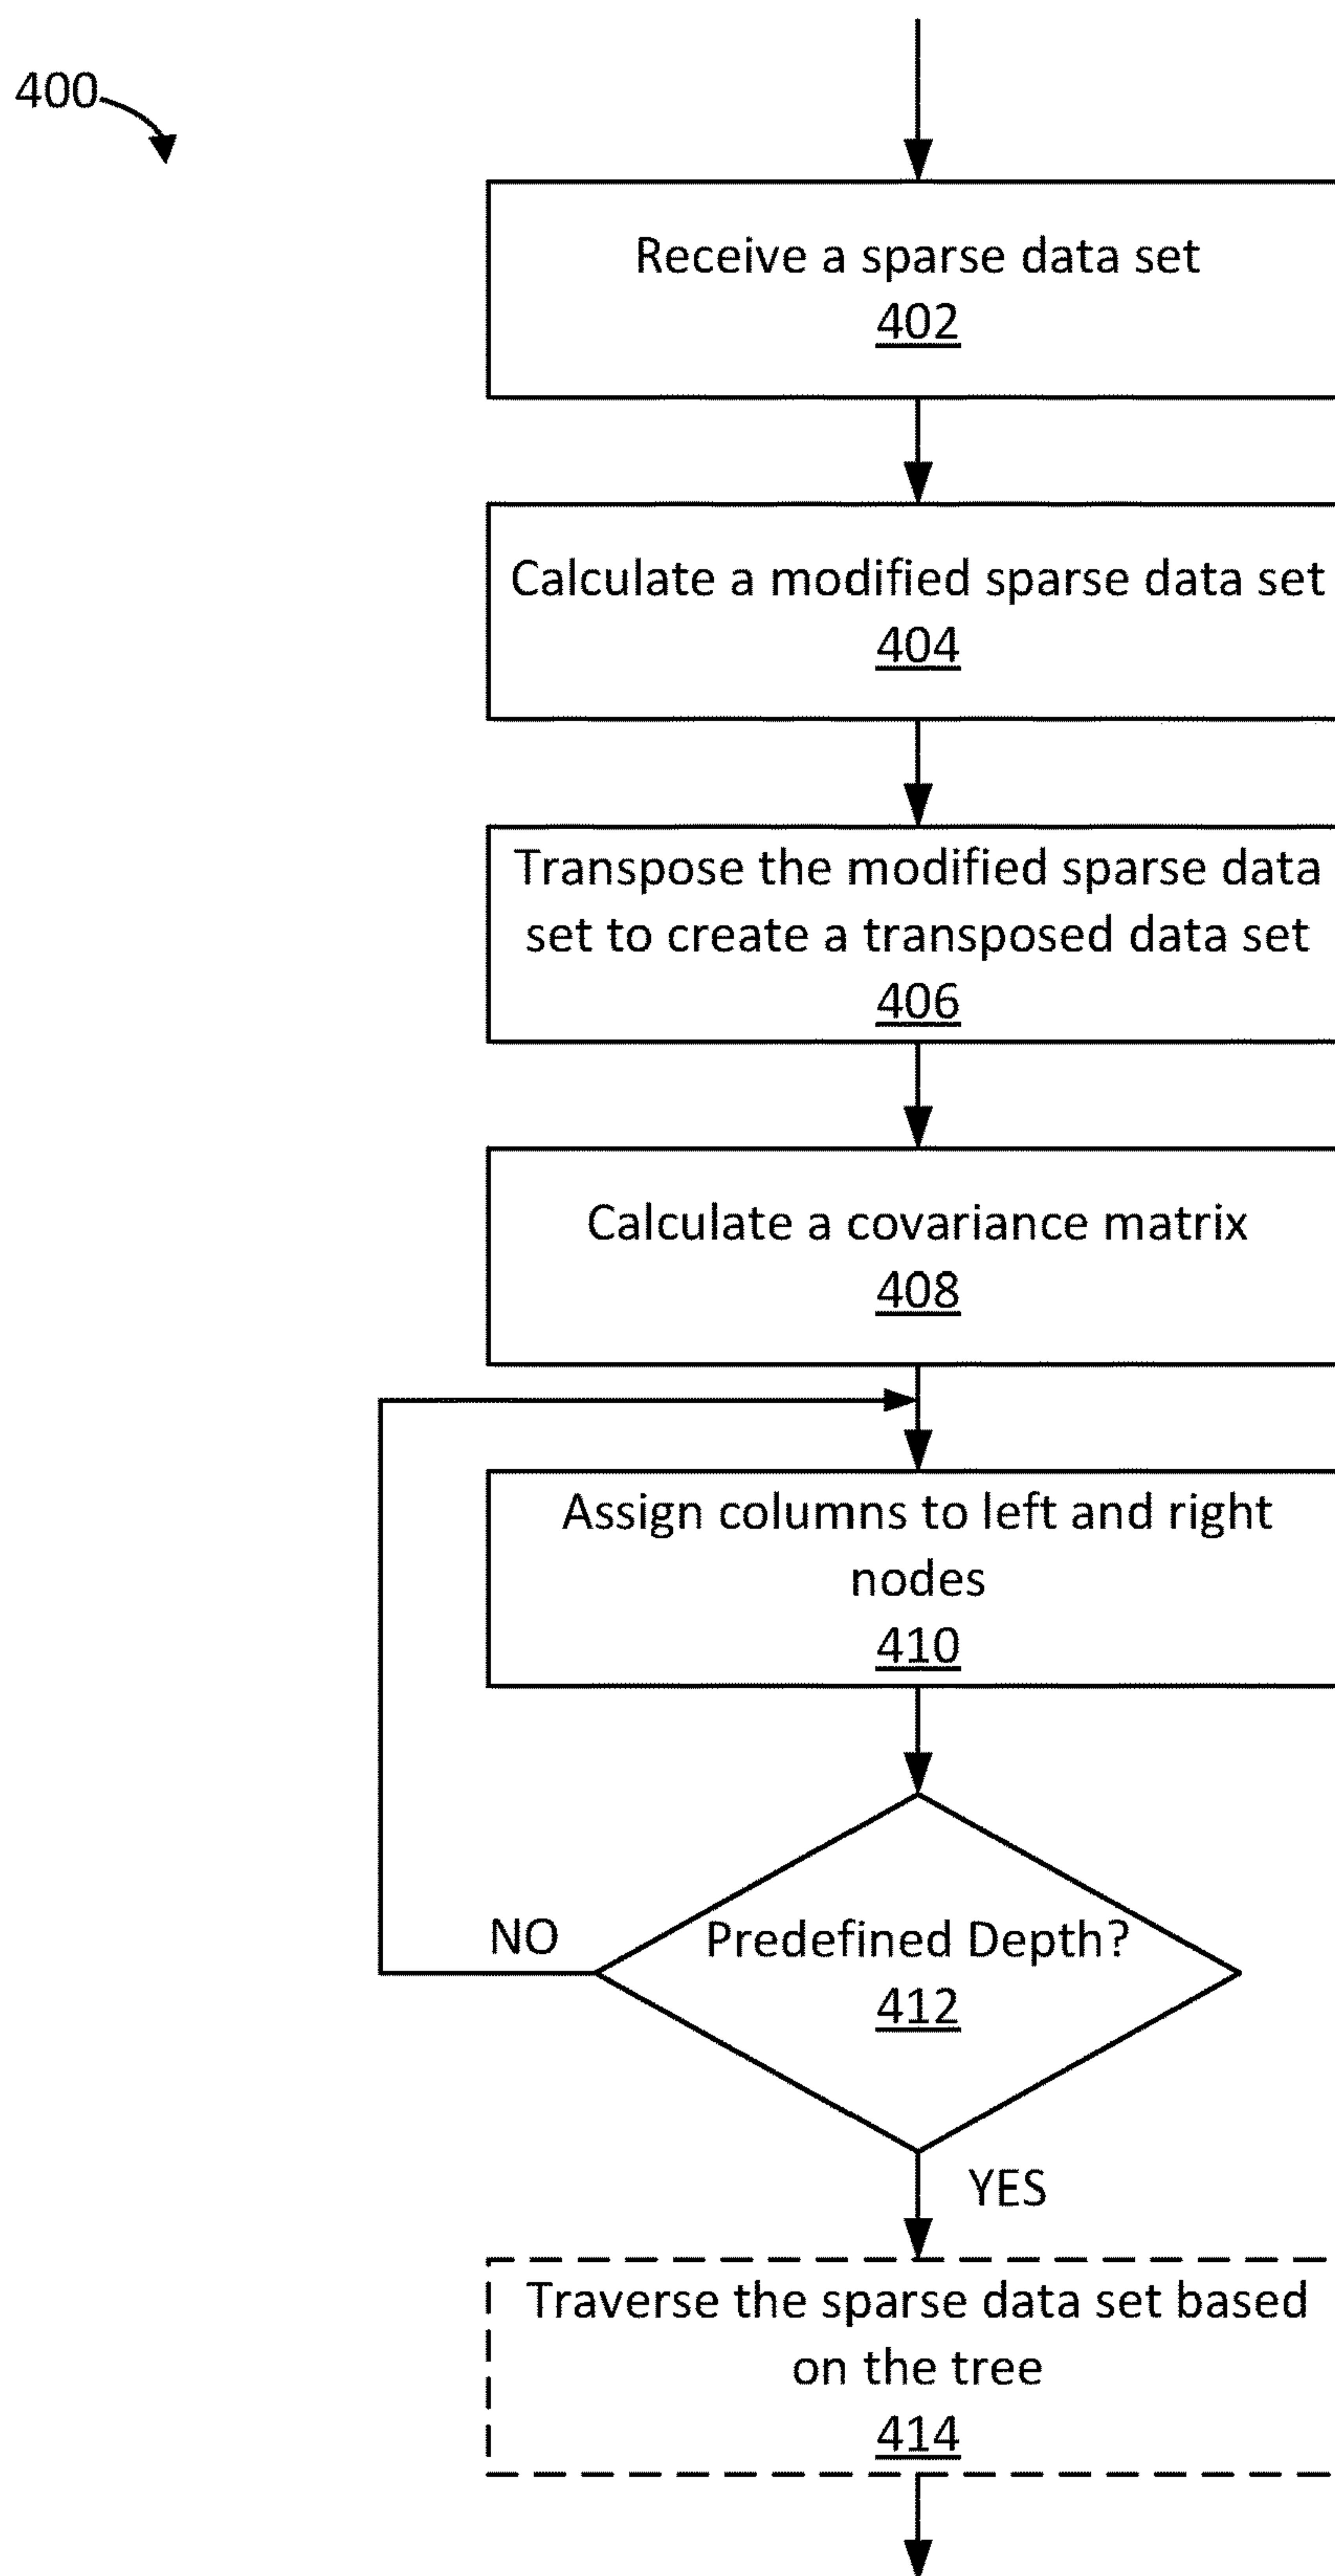 400
Receive a sparse data set
402
Calculate a modified sparse data set
404
Transpose the modified sparse data
set to create a transposed data set
406
Calculate a covariance matrix
408
Assign columns to left and right
nodes
410
NO
Predefined Depth?
412
YES
Traverse the sparse data set based
on the tree
414